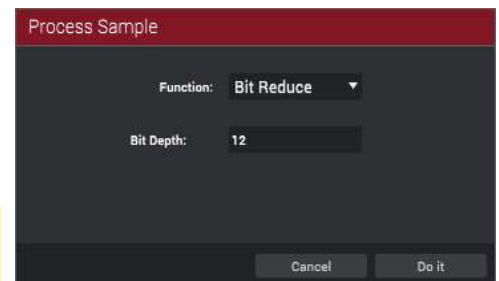 Process Sample
Function: Bit Reduce
Bit Depth: 12
Cancel Do it